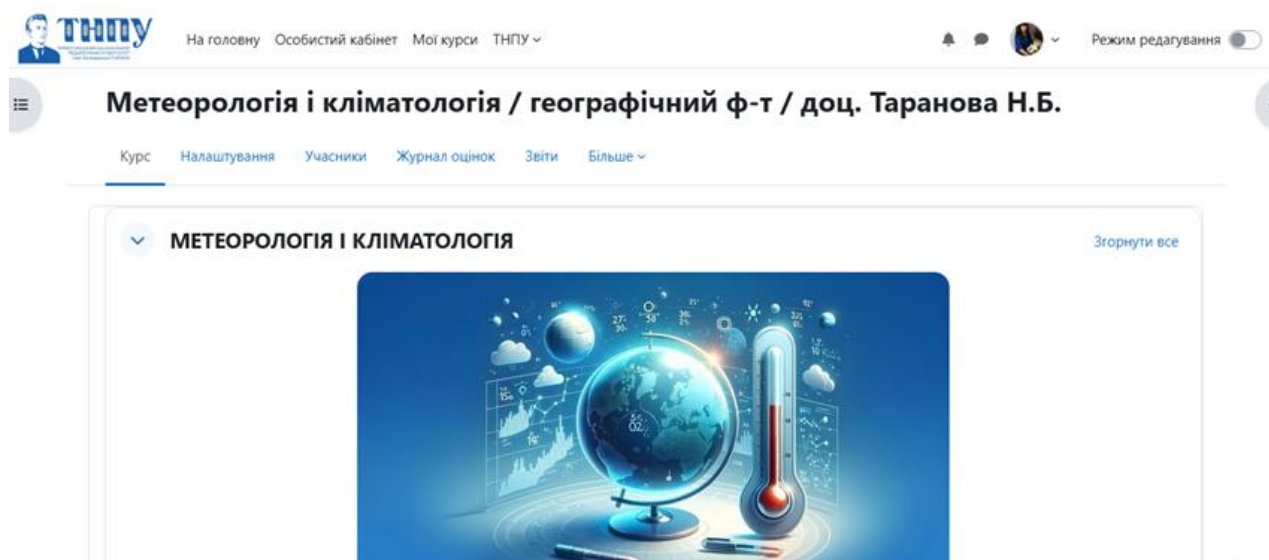 ТНПУ
На головну Особистий кабінет Мої курси ТНПУ
Режим редагування
Метеорологія і кліматологія / географічний ф-т / доц. Таранова Н.Б.
Курс Налаштування Учасники Журнал оцінок Звіти Більше
МЕТЕОРОЛОГІЯ І КЛІМАТОЛОГІЯ
Згорнути все